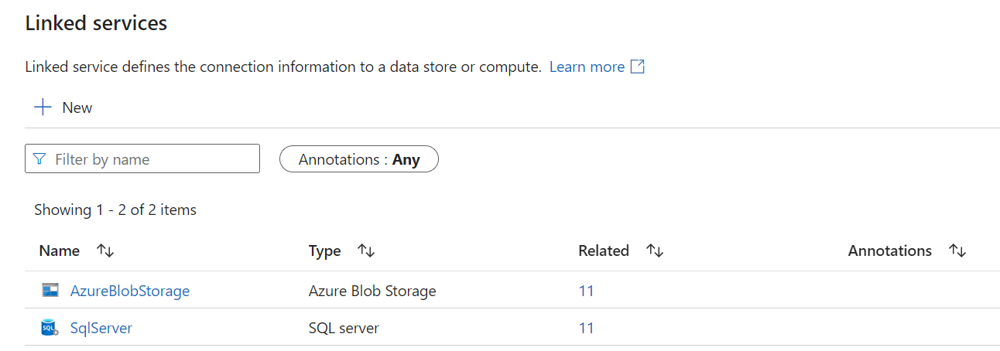 Linked services
Linked service defines the connection information to a data store or compute. Learn more
New
Filter by name Annotations : Any
Showing 1 - 2 of 2 items
Name Type Related Annotations
AzureBlobStorage Azure Blob Storage 11
SQL SqlServer SQL server 11